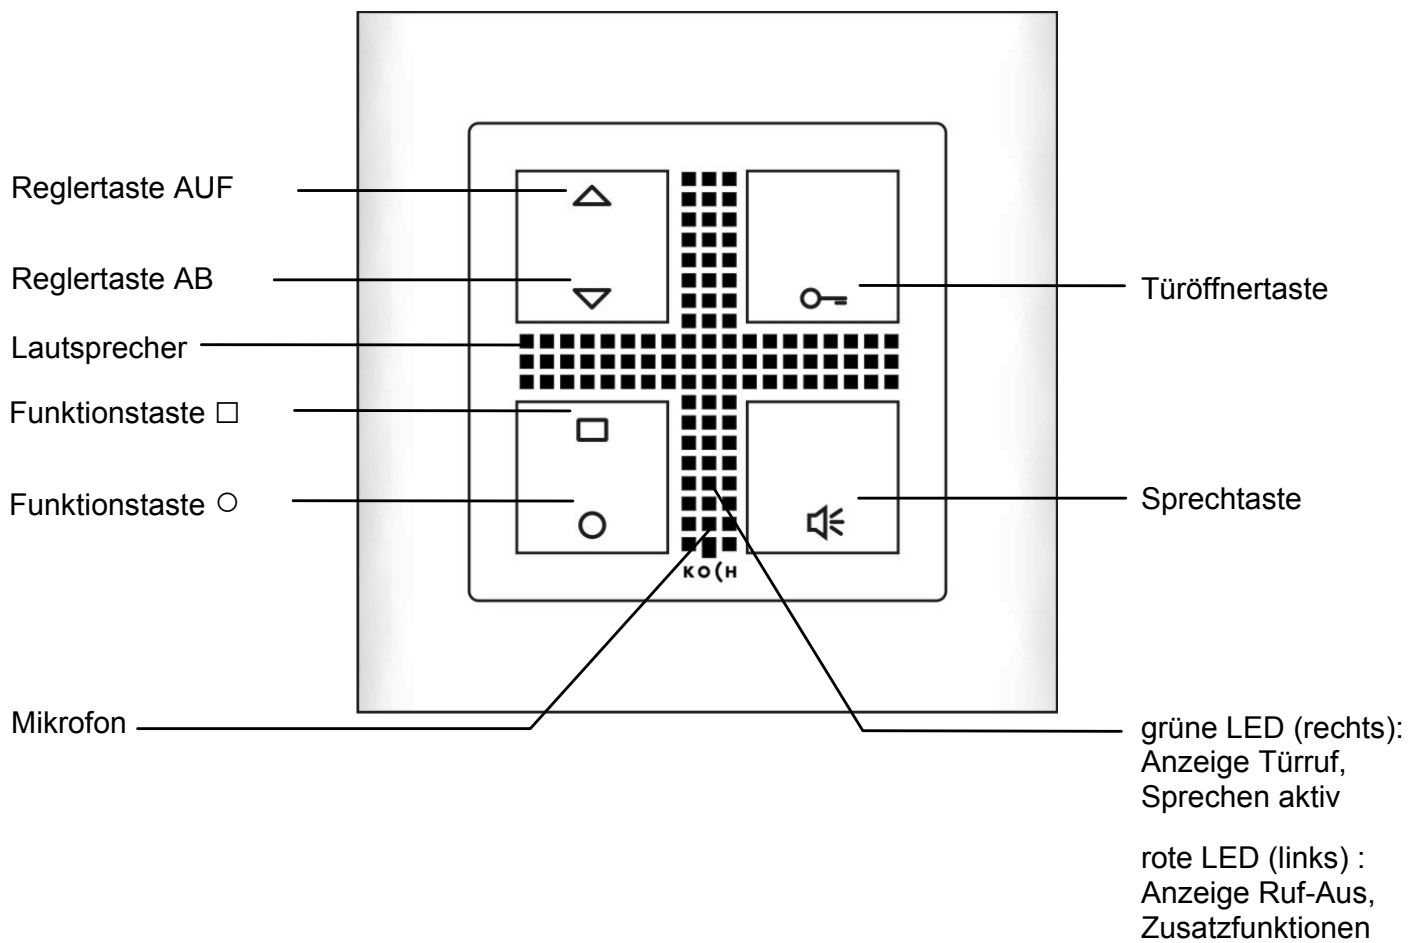 Reglertaste AUF
Reglertaste AB
Lautsprecher
Funktionstaste □
Funktionstaste ○
Mikrofon
KOCH
Türöffnertaste
Sprechtaste
grüne LED (rechts):
Anzeige Türruf,
Sprechen aktiv
rote LED (links) :
Anzeige Ruf-Aus,
Zusatzfunktionen